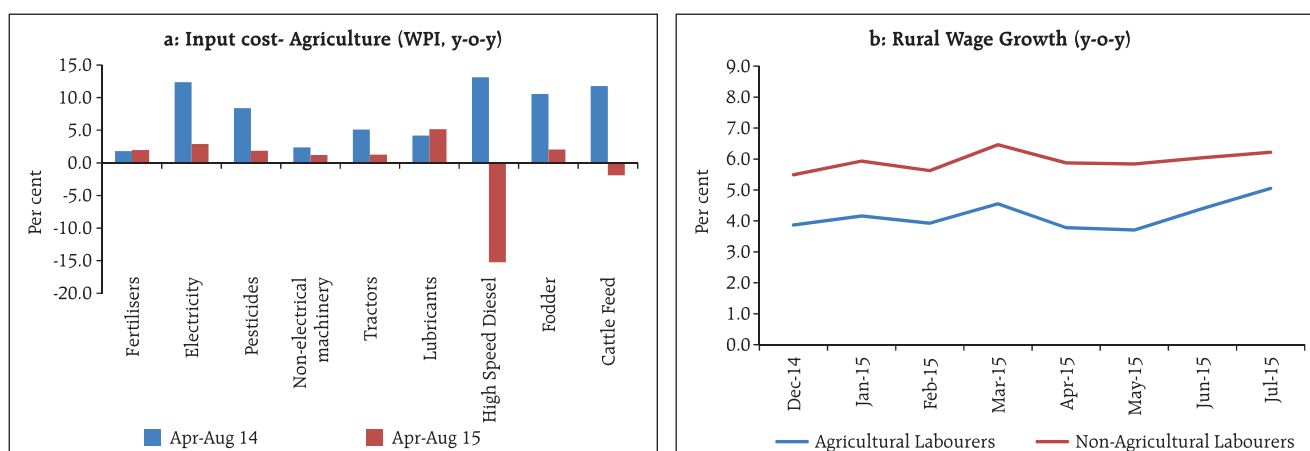 a: Input cost- Agriculture (WPI, y-o-y)
15.0
10.0
5.0
0.0
-5.0
-10.0
-15.0
-20.0
Per cent
Fertilisers
Electricity
Pesticides
Non-electrical
machinery
Tractors
Lubricants
High Speed Diesel
Fodder
Cattle Feed
Apr-Aug 14
Apr-Aug 15
b: Rural Wage Growth (y-o-y)
9.0
8.0
7.0
6.0
5.0
4.0
3.0
2.0
1.0
0.0
Per cent
Dec-14
Jan-15
Feb-15
Mar-15
Apr-15
May-15
Jun-15
Jul-15
Agricultural Labourers
Non-Agricultural Labourers